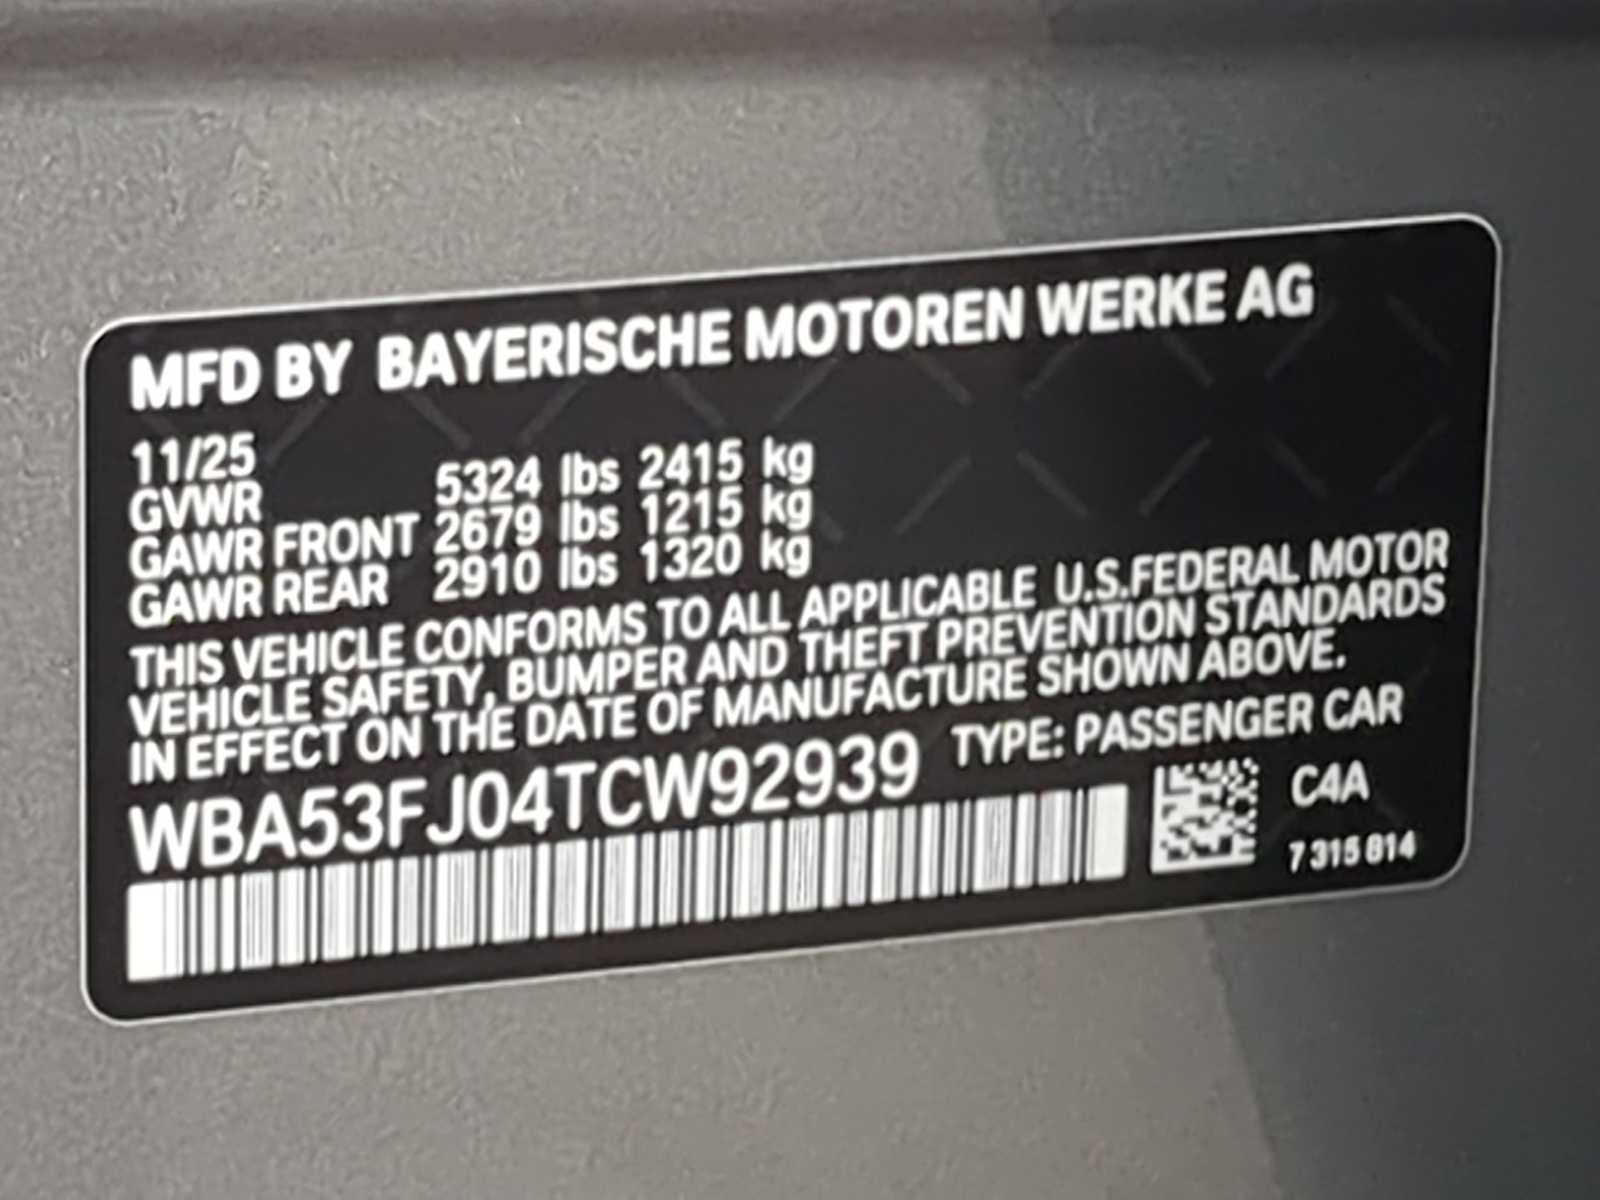 MFD BY BAYERISCHE MOTOREN WERKE AG
11/25
GVWR 5324 lbs 2415 kg
GAWR FRONT 2679 lbs 1215 kg
GAWR REAR 2910 lbs 1320 kg
THIS VEHICLE CONFORMS TO ALL APPLICABLE U.S.FEDERAL MOTOR
VEHICLE SAFETY, BUMPER AND THEFT PREVENTION STANDARDS
IN EFFECT ON THE DATE OF MANUFACTURE SHOWN ABOVE.
WBA53FJ04TCW92939 TYPE: PASSENGER CAR
C4A
7 315 814